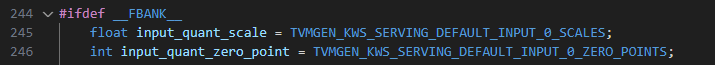 244 #ifdef __FBANK__
245 float input_quant_scale = TVMGEN_KWS_SERVING_DEFAULT_INPUT_0_SCALES;
246 int input_quant_zero_point = TVMGEN_KWS_SERVING_DEFAULT_INPUT_0_ZERO_POINTS;